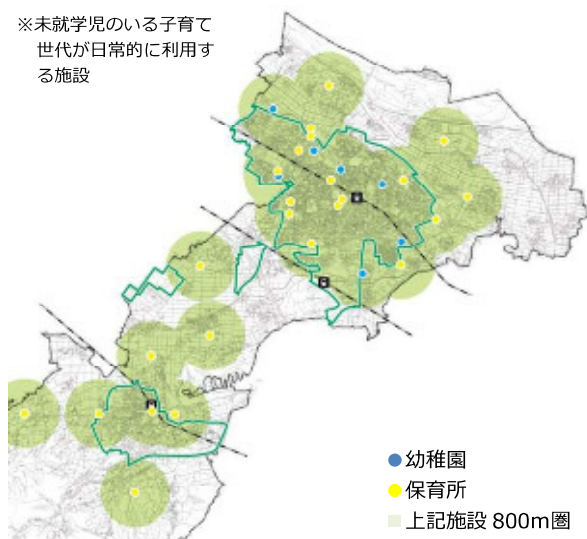 ※未就学児のいる子育て
世代が日常的に利用す
る施設
幼稚園
保育所
上記施設 800m圏